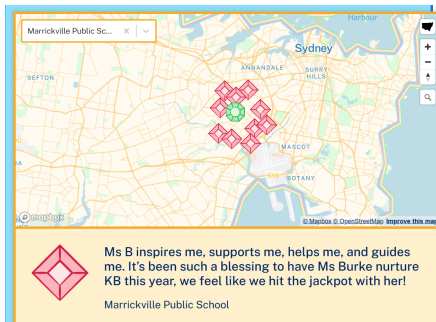 Harbour
Marrickville Public Sc...
Sydney
ANNANDALE
SURRY
HILLS
SEFTON
MASCOT
SYD
BOTANY
mapbox
© Mapbox © OpenStreetMap Improve this map
Ms B inspires me, supports me, helps me, and guides
me. It's been such a blessing to have Ms Burke nurture
KB this year, we feel like we hit the jackpot with her!
Marrickville Public School